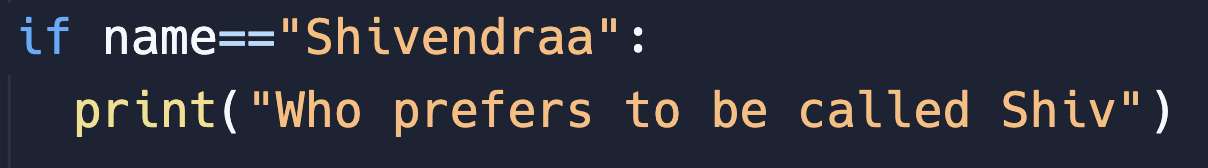 if name=="Shivendraa":
  print("Who prefers to be called Shiv")